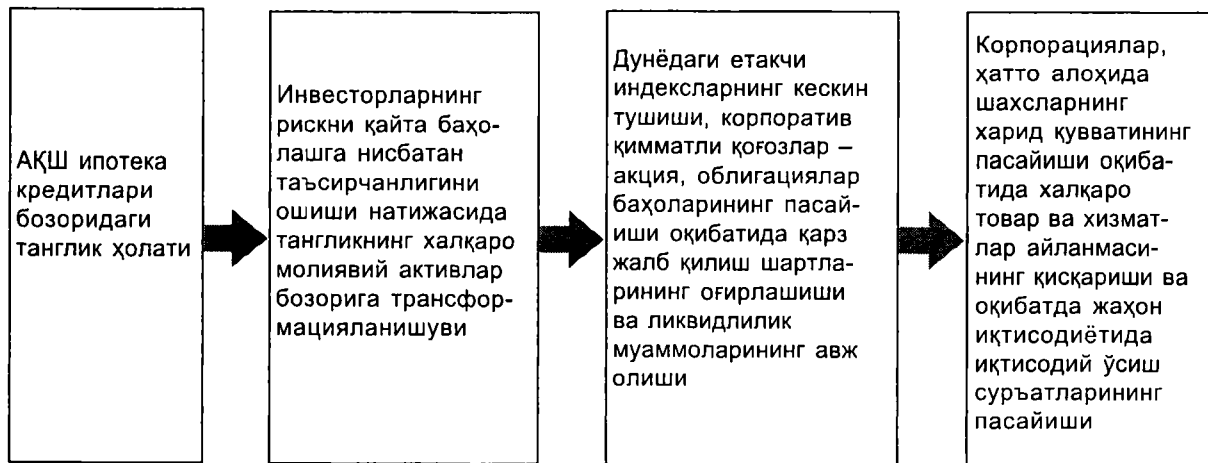 АҚШ ипотека
кредитлари
бозоридаги
танглик ҳолати
Инвесторларнинг
рискни қайта баҳо-
лашга нисбатан
таъсирчанлигини
ошиши натижасида
тангликнинг халқаро
молиявий активлар
бозорига трансфор-
мацияланишуви
Дунёдаги етакчи
индексларнинг кескин
тушиши, корпоратив
қимматли қоғозлар –
акция, облигациялар
баҳоларининг пасай-
иши оқибатида қарз
жалб қилиш шартла-
рининг оғирлашиши
ва ликвидлилик
муаммоларининг авж
олиши
Корпорациялар,
ҳатто алоҳида
шахсларнинг
харид қувватининг
пасайиши оқиба-
тида халқаро
товар ва хизмат-
лар айланмаси-
нинг қисқариши ва
оқибатда жаҳон
иқтисодиётида
иқтисодий ўсиш
суръатларининг
пасайиши